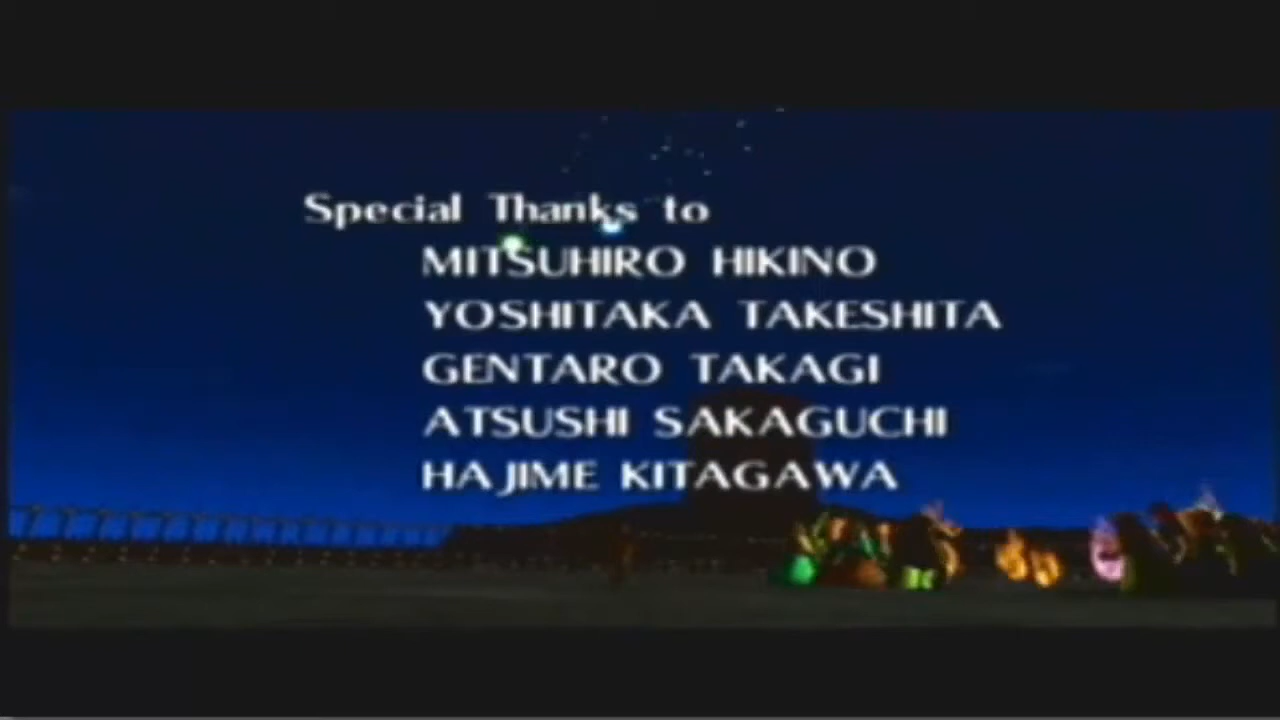 Special Thanks to
MITSUHIRO HIKINO
YOSHITAKA TAKESHITA
GENTARO TAKAGI
ATSUSHI SAKAGUCHI
HAJIME KITAGAWA